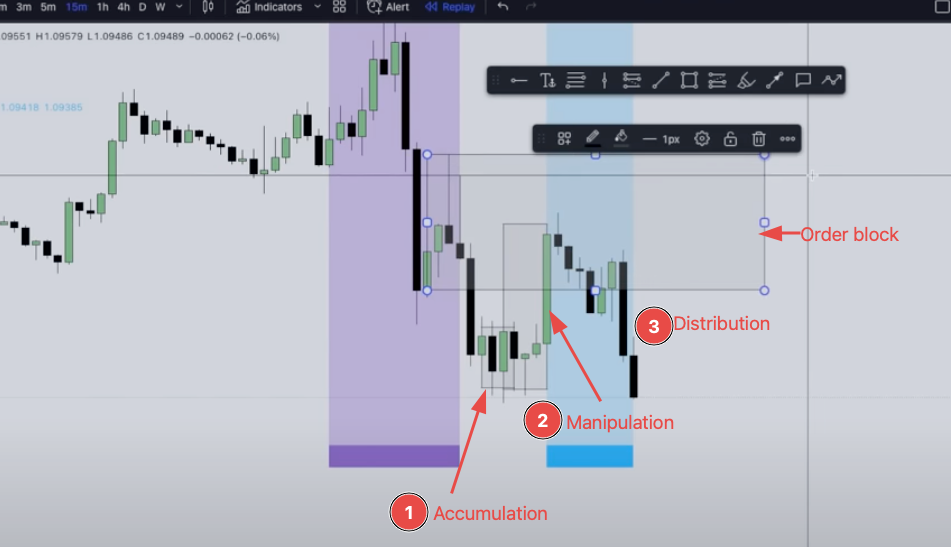 m 3m 5m 15m 1h 4h D W Indicators Alert Replay
.09551 H1.09579 L1.09486 C1.09489 −0.00062 (−0.06%)
1.09418 1.09385
1px
Order block
3 Distribution
2 Manipulation
1 Accumulation